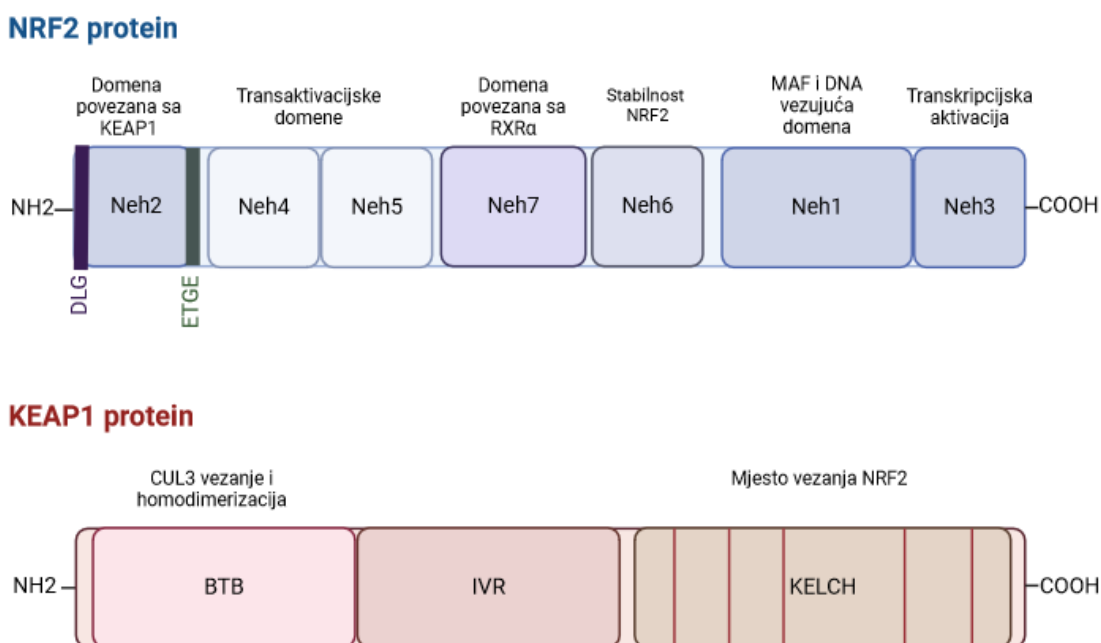 NRF2 protein
Domena
povezana sa
KEAP1
Transaktivacijske
domene
Domena
povezana sa
RXRα
Stabilnost
NRF2
MAF i DNA
vezujuća
domena
Transkripcijska
aktivacija
NH2
Neh2
Neh4
Neh5
Neh7
Neh6
Neh1
Neh3
COOH
DLG
ETGE
KEAP1 protein
CUL3 vezanje i
homodimerizacija
Mjesto vezanja NRF2
NH2
BTB
IVR
KELCH
COOH